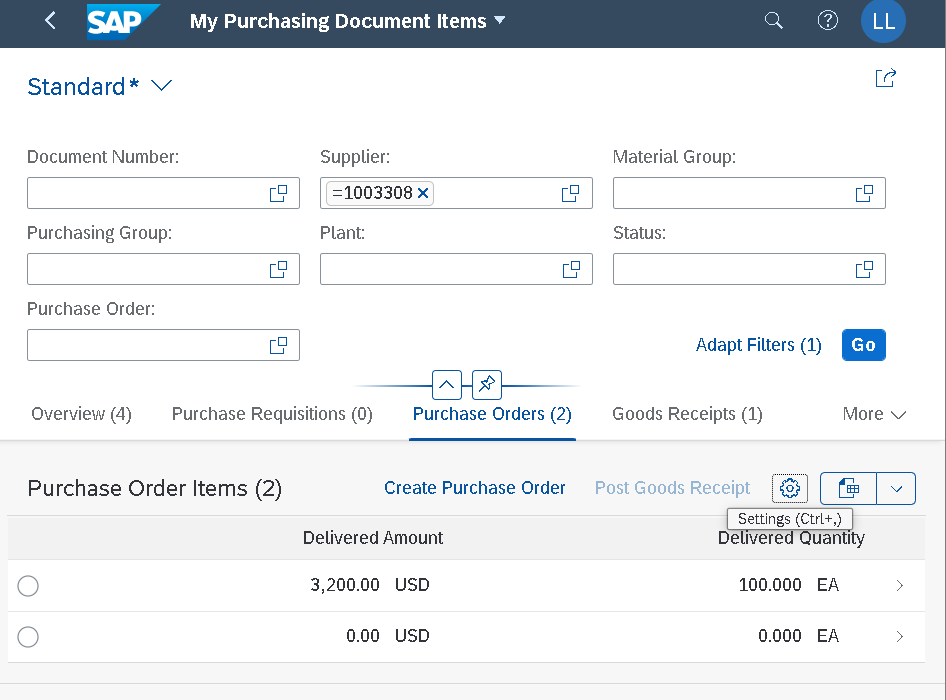 SAP My Purchasing Document Items LL
Standard*
Document Number: Supplier: Material Group:
=1003308
Purchasing Group: Plant: Status:
Purchase Order:
Adapt Filters (1) Go
Overview (4) Purchase Requisitions (0) Purchase Orders (2) Goods Receipts (1) More
Purchase Order Items (2) Create Purchase Order Post Goods Receipt
Settings (Ctrl+,)
Delivered Amount Delivered Quantity
3,200.00 USD 100.000 EA
0.00 USD 0.000 EA